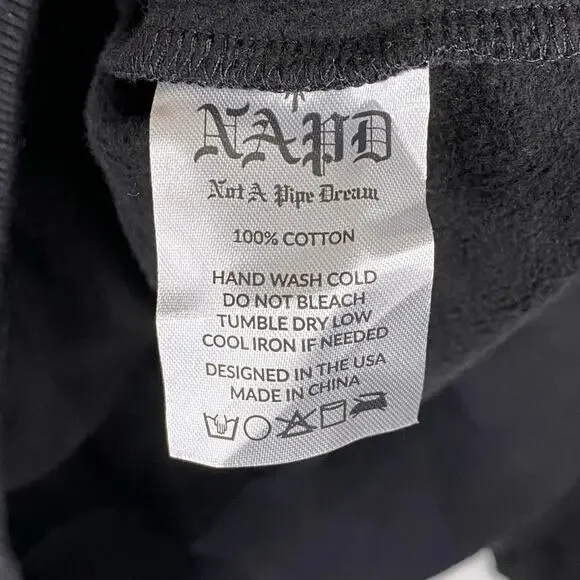 NAPD
Not A Pipe Dream
100% COTTON
HAND WASH COLD
DO NOT BLEACH
TUMBLE DRY LOW
COOL IRON IF NEEDED
DESIGNED IN THE USA
MADE IN CHINA